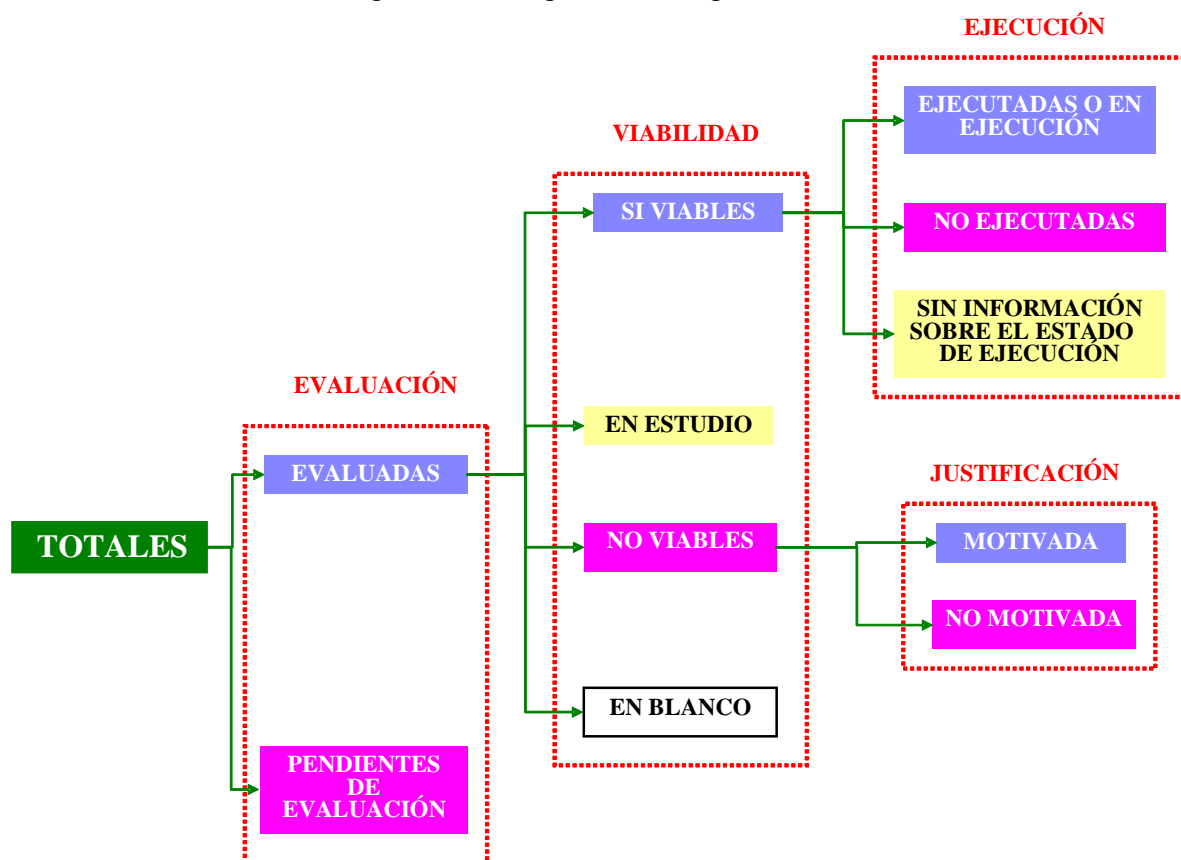 EJECUCIÓN
EJECUTADAS O EN
EJECUCIÓN
VIABILIDAD
SI VIABLES
NO EJECUTADAS
SIN INFORMACIÓN
SOBRE EL ESTADO
DE EJECUCIÓN
EVALUACIÓN
EN ESTUDIO
EVALUADAS
JUSTIFICACIÓN
TOTALES
NO VIABLES
MOTIVADA
NO MOTIVADA
EN BLANCO
PENDIENTES
DE
EVALUACIÓN